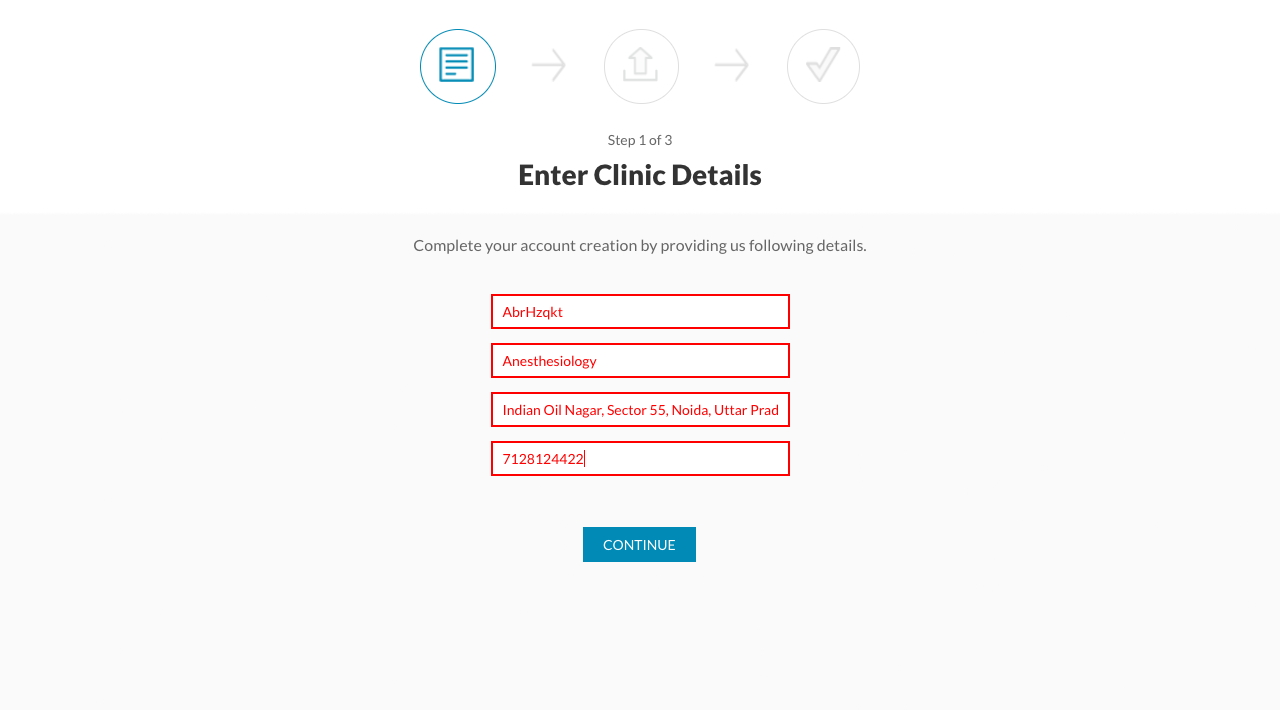 Step 1 of 3
Enter Clinic Details
Complete your account creation by providing us following details.
AbrHzqkt
Anesthesiology
Indian Oil Nagar, Sector 55, Noida, Uttar Prad
7128124422
CONTINUE